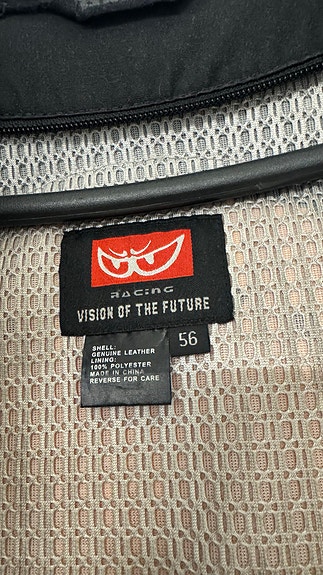 RACING
VISION OF THE FUTURE
56
SHELL:
GENUINE LEATHER
LINING:
100% POLYESTER
MADE IN CHINA
REVERSE FOR CARE